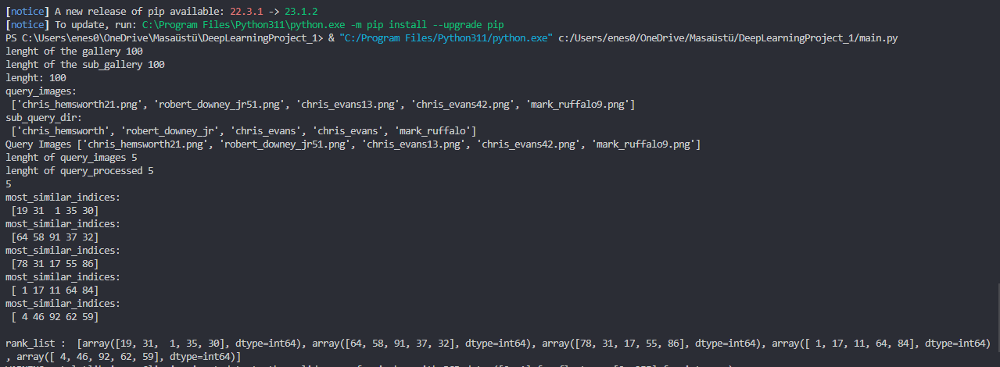 [notice] A new release of pip available: 22.3.1 -> 23.1.2
[notice] To update, run: C:\Program Files\Python311\python.exe -m pip install --upgrade pip
PS C:\Users\enes0\OneDrive\Masaüstü\DeepLearningProject_1> & "C:/Program Files/Python311/python.exe" c:/Users/enes0/OneDrive/Masaüstü/DeepLearningProject_1/main.py
lenght of the gallery 100
lenght of the sub_gallery 100
lenght: 100
query_images:
['chris_hemsworth21.png', 'robert_downey_jr51.png', 'chris_evans13.png', 'chris_evans42.png', 'mark_ruffalo9.png']
sub_query_dir:
['chris_hemsworth', 'robert_downey_jr', 'chris_evans', 'chris_evans', 'mark_ruffalo']
Query Images ['chris_hemsworth21.png', 'robert_downey_jr51.png', 'chris_evans13.png', 'chris_evans42.png', 'mark_ruffalo9.png']
lenght of query_images 5
lenght of query_processed 5
5
most_similar_indices:
[19 31  1 35 30]
most_similar_indices:
[64 58 91 37 32]
most_similar_indices:
[78 31 17 55 86]
most_similar_indices:
[ 1 17 11 64 84]
most_similar_indices:
[ 4 46 92 62 59]
rank_list :  [array([19, 31,  1, 35, 30], dtype=int64), array([64, 58, 91, 37, 32], dtype=int64), array([78, 31, 17, 55, 86], dtype=int64), array([ 1, 17, 11, 64, 84], dtype=int64)
, array([ 4, 46, 92, 62, 59], dtype=int64)]